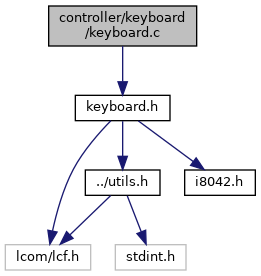 controller/keyboard
/keyboard.c
keyboard.h
../utils.h
i8042.h
lcom/lcf.h
stdint.h